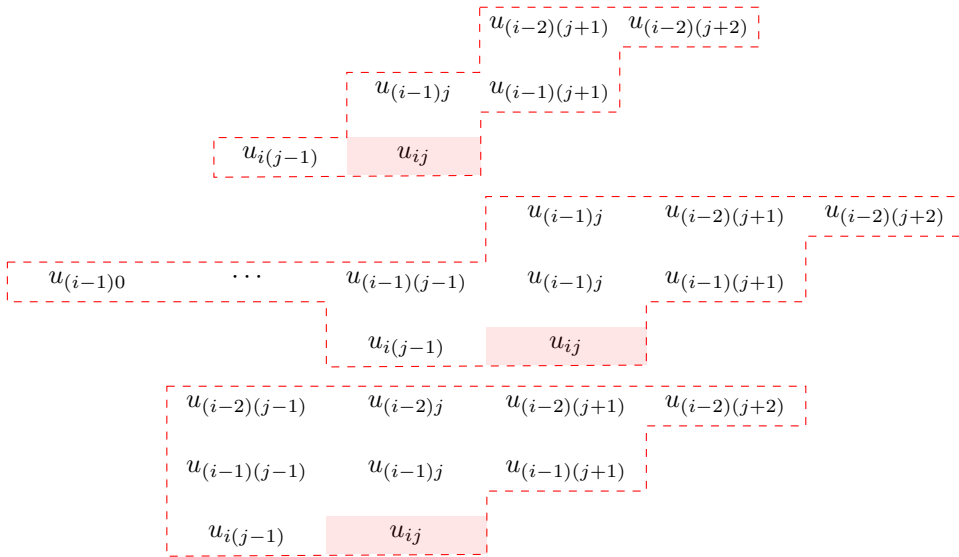 u_{(i−2)(j+1)} u_{(i−2)(j+2)}
u_{(i−1)j} u_{(i−1)(j+1)}
u_{i(j−1)} u_{ij}
u_{(i−1)j} u_{(i−2)(j+1)} u_{(i−2)(j+2)}
u_{(i−1)0} ⋯ u_{(i−1)(j−1)} u_{(i−1)j} u_{(i−1)(j+1)}
u_{i(j−1)} u_{ij}
u_{(i−2)(j−1)} u_{(i−2)j} u_{(i−2)(j+1)} u_{(i−2)(j+2)}
u_{(i−1)(j−1)} u_{(i−1)j} u_{(i−1)(j+1)}
u_{i(j−1)} u_{ij}